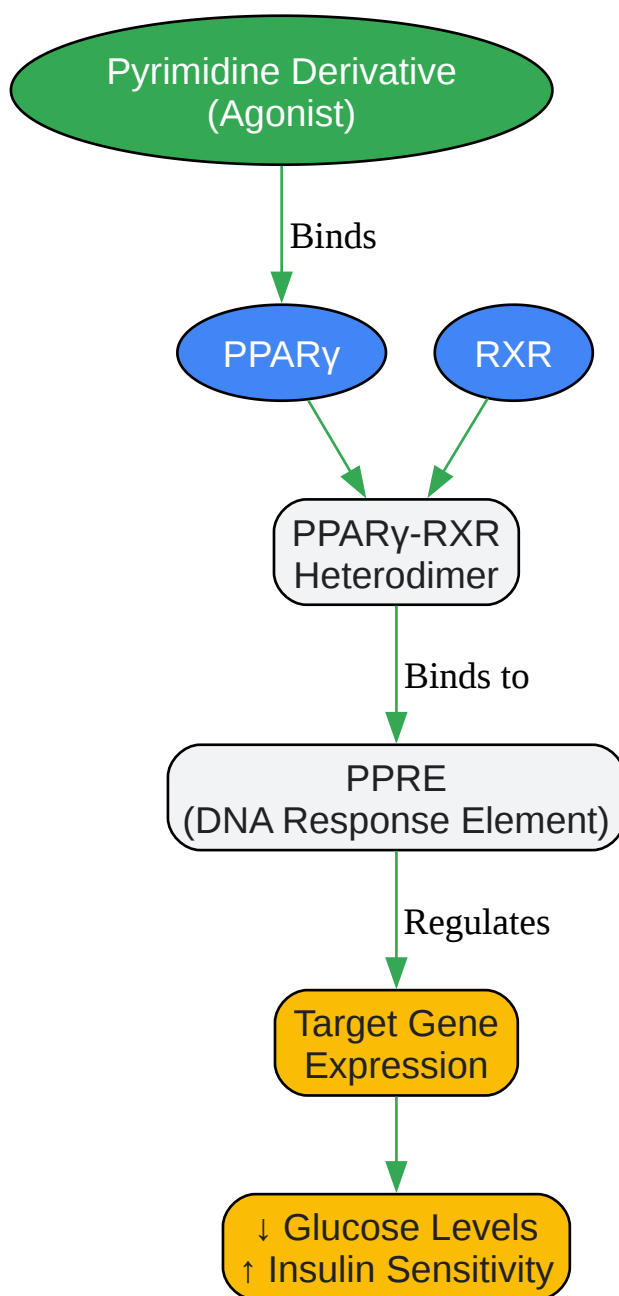 Pyrimidine Derivative
(Agonist)
Binds
PPARγ
RXR
PPARγ-RXR
Heterodimer
Binds to
PPRE
(DNA Response Element)
Regulates
Target Gene
Expression
↓ Glucose Levels
↑ Insulin Sensitivity